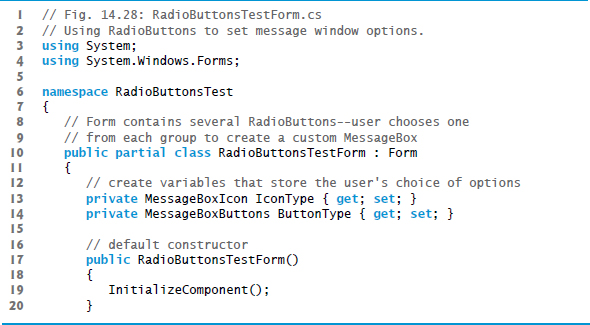 1 // Fig. 14.28: RadioButtonsTestForm.cs
2 // Using RadioButtons to set message window options.
3 using System;
4 using System.Windows.Forms;
5
6 namespace RadioButtonsTest
7 {
8 // Form contains several RadioButtons--user chooses one
9 // from each group to create a custom MessageBox
10 public partial class RadioButtonsTestForm : Form
11 {
12 // create variables that store the user's choice of options
13 private MessageBoxIcon IconType { get; set; }
14 private MessageBoxButtons ButtonType { get; set; }
15
16 // default constructor
17 public RadioButtonsTestForm()
18 {
19 InitializeComponent();
20 }